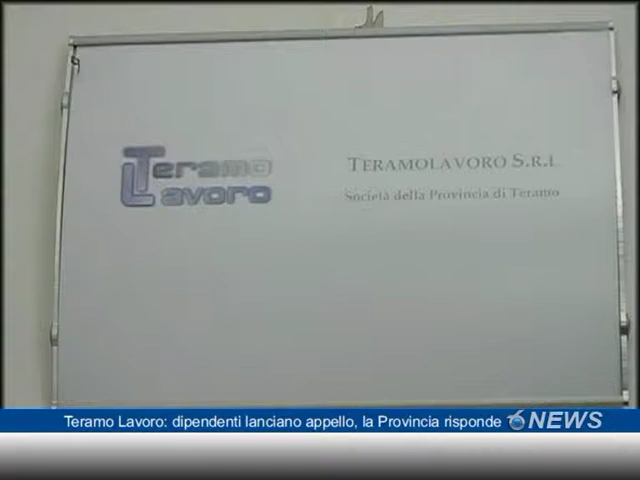 Teramo
Lavoro
TERAMOLAVORO S.r.l.
Società della Provincia di Teramo
Teramo Lavoro: dipendenti lanciano appello, la Provincia risponde
6 NEWS